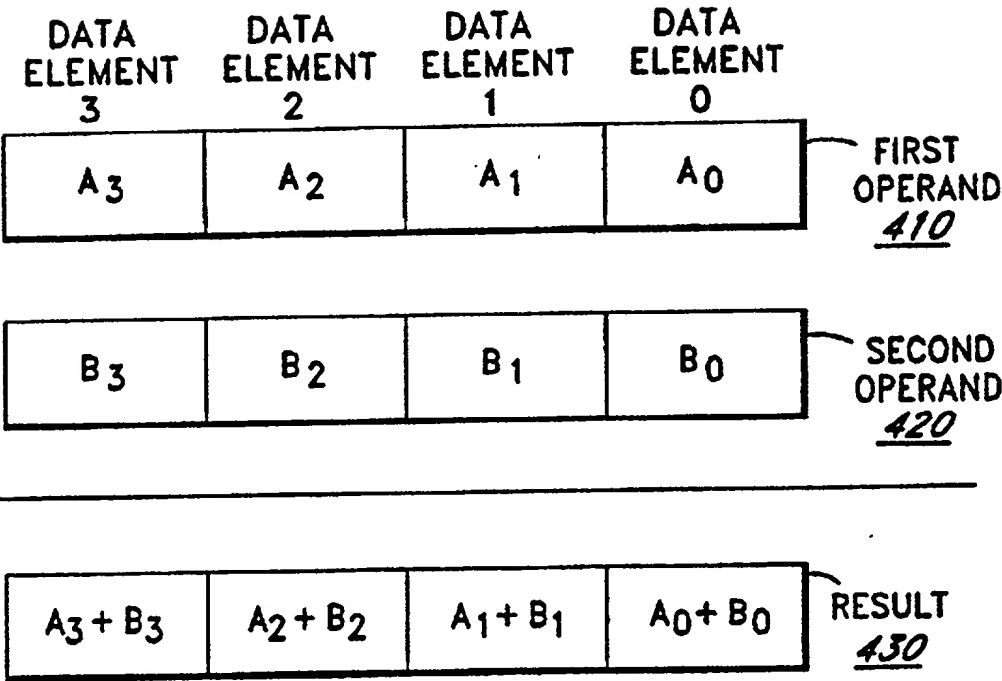 DATA ELEMENT 3
DATA ELEMENT 2
DATA ELEMENT 1
DATA ELEMENT 0
A3 A2 A1 A0
FIRST OPERAND 410
B3 B2 B1 B0
SECOND OPERAND 420
A3+B3 A2+B2 A1+B1 A0+B0
RESULT 430